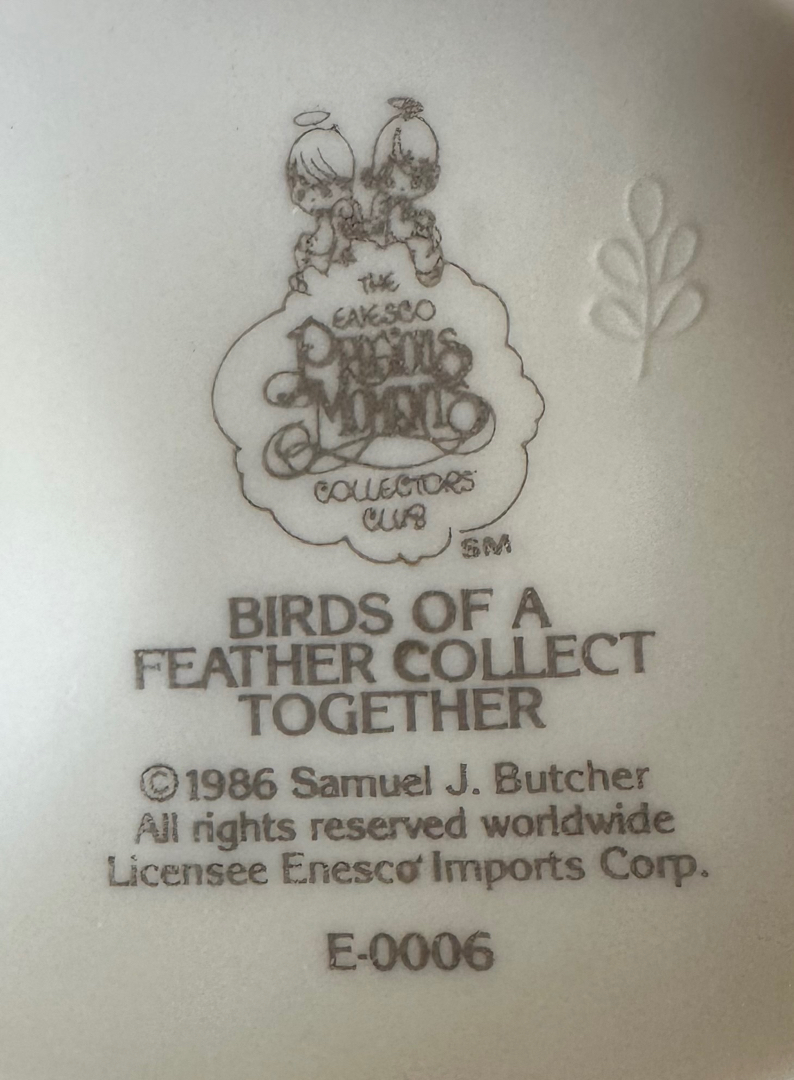 THE
ENESCO
PRECIOUS
MOMENTS
COLLECTORS'
CLUB
SM
BIRDS OF A
FEATHER COLLECT
TOGETHER
©1986 Samuel J. Butcher
All rights reserved worldwide
Licensee Enesco Imports Corp.
E-0006